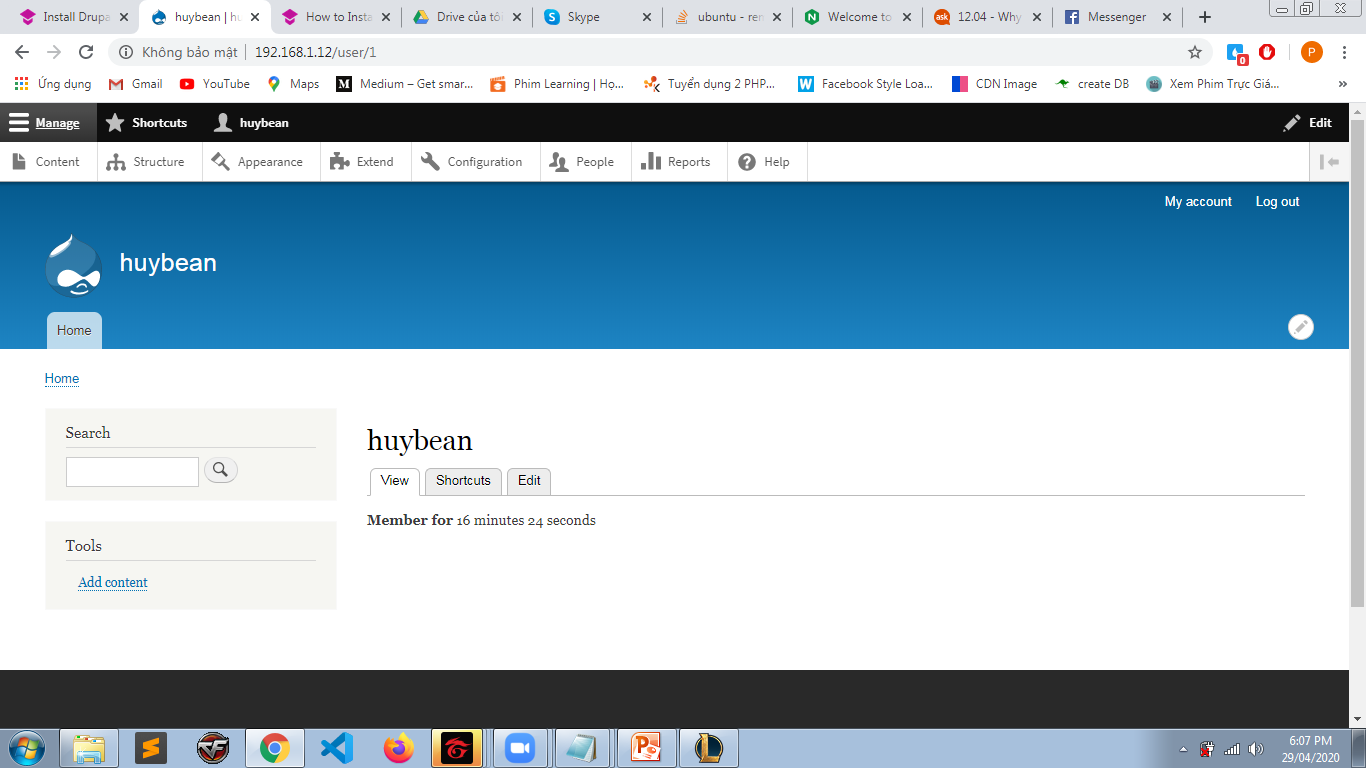 Install Drupa
huybean | hu
How to Insta
Drive của tô
Skype
ubuntu - ren
Welcome to
ask
12.04 - Why
Messenger
Không bảo mật
192.168.1.12/user/1
0
P
Ứng dụng
Gmail
YouTube
Maps
Medium – Get smar...
Phim Learning | Họ...
Tuyển dụng 2 PHP...
Facebook Style Loa...
CDN Image
create DB
Xem Phim Trực Giá...
Manage
Shortcuts
huybean
Edit
Content
Structure
Appearance
Extend
Configuration
People
Reports
Help
My account
Log out
huybean
Home
Home
Search
huybean
View
Shortcuts
Edit
Member for 16 minutes 24 seconds
Tools
Add content
6:07 PM
29/04/2020